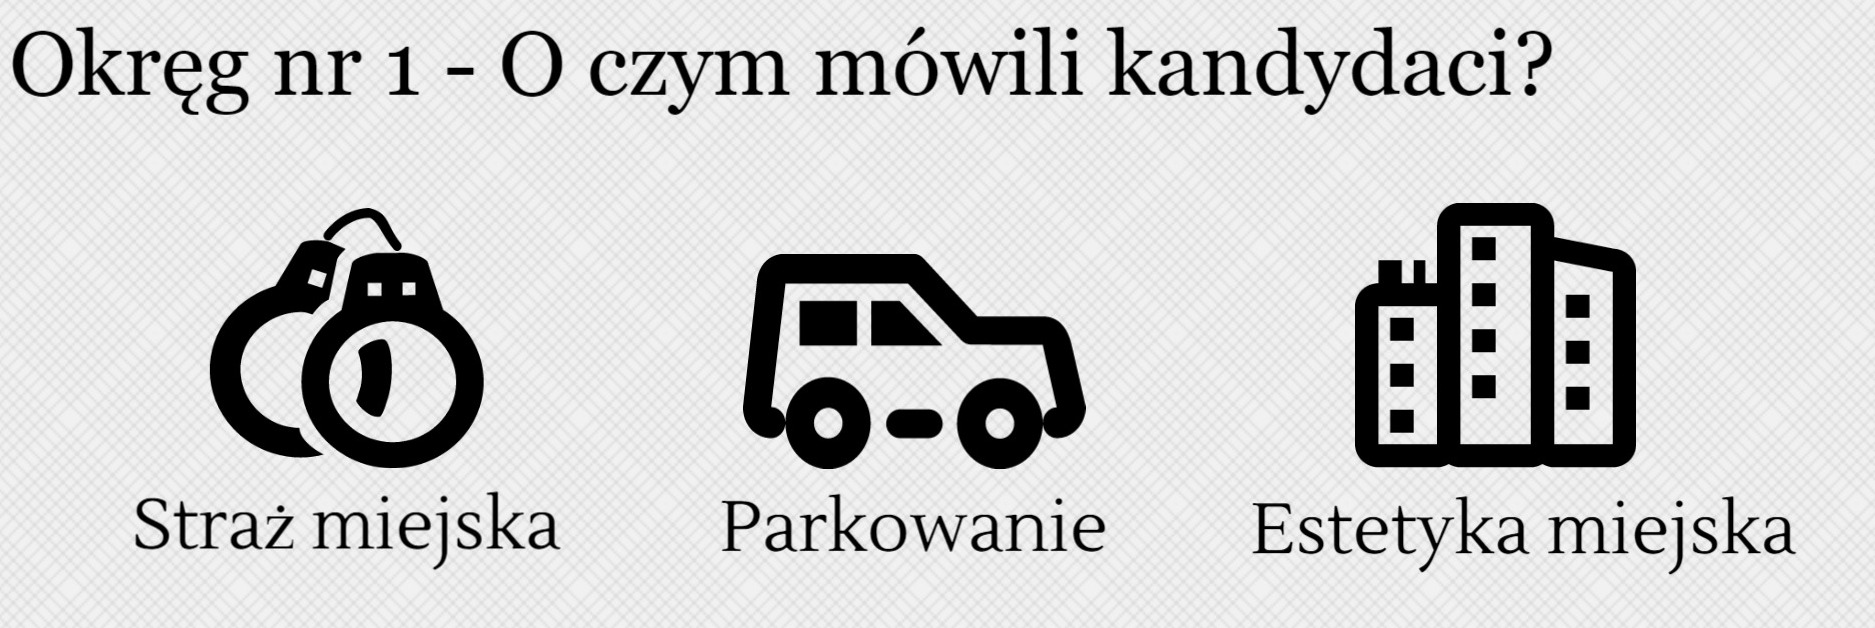 Okręg nr 1 - O czym mówili kandydaci?
Straż miejska
Parkowanie
Estetyka miejska